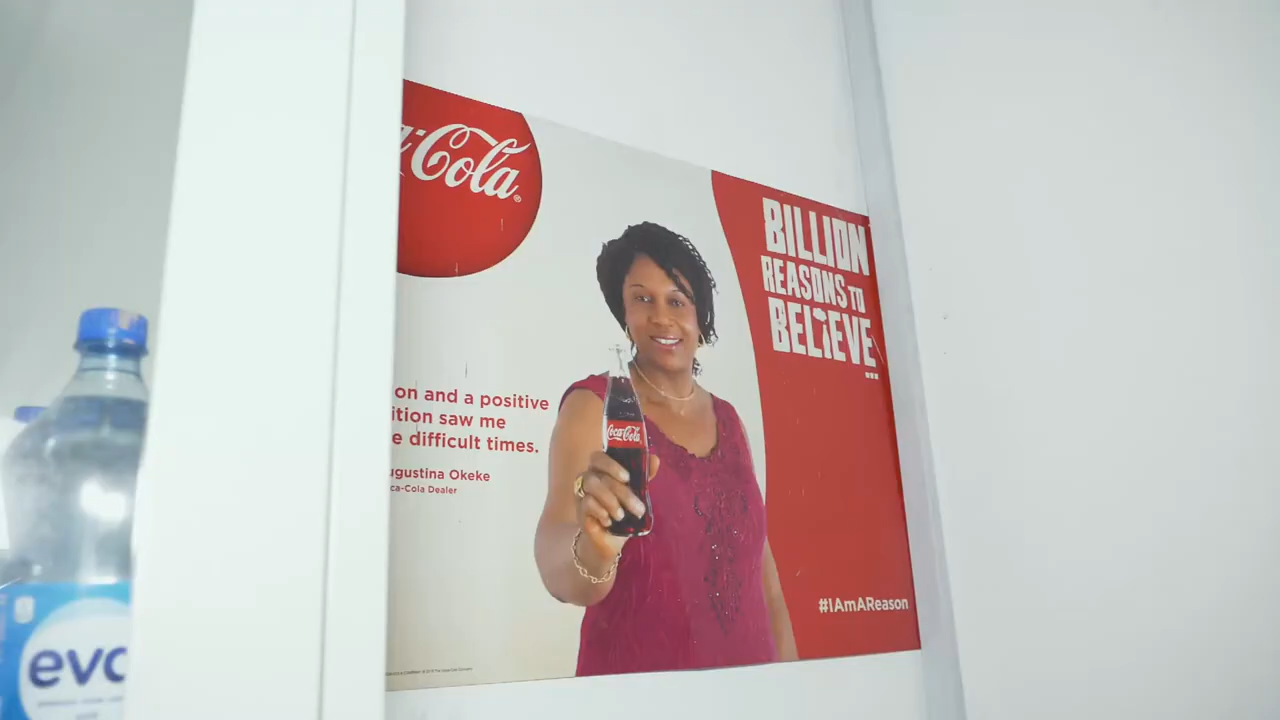 a-Cola®
BILLION
REASONS TO
BELIEVE...
on and a positive
ition saw me
e difficult times.
ugustina Okeke
ca-Cola Dealer
Coca-Cola
#IAmAReason
evo